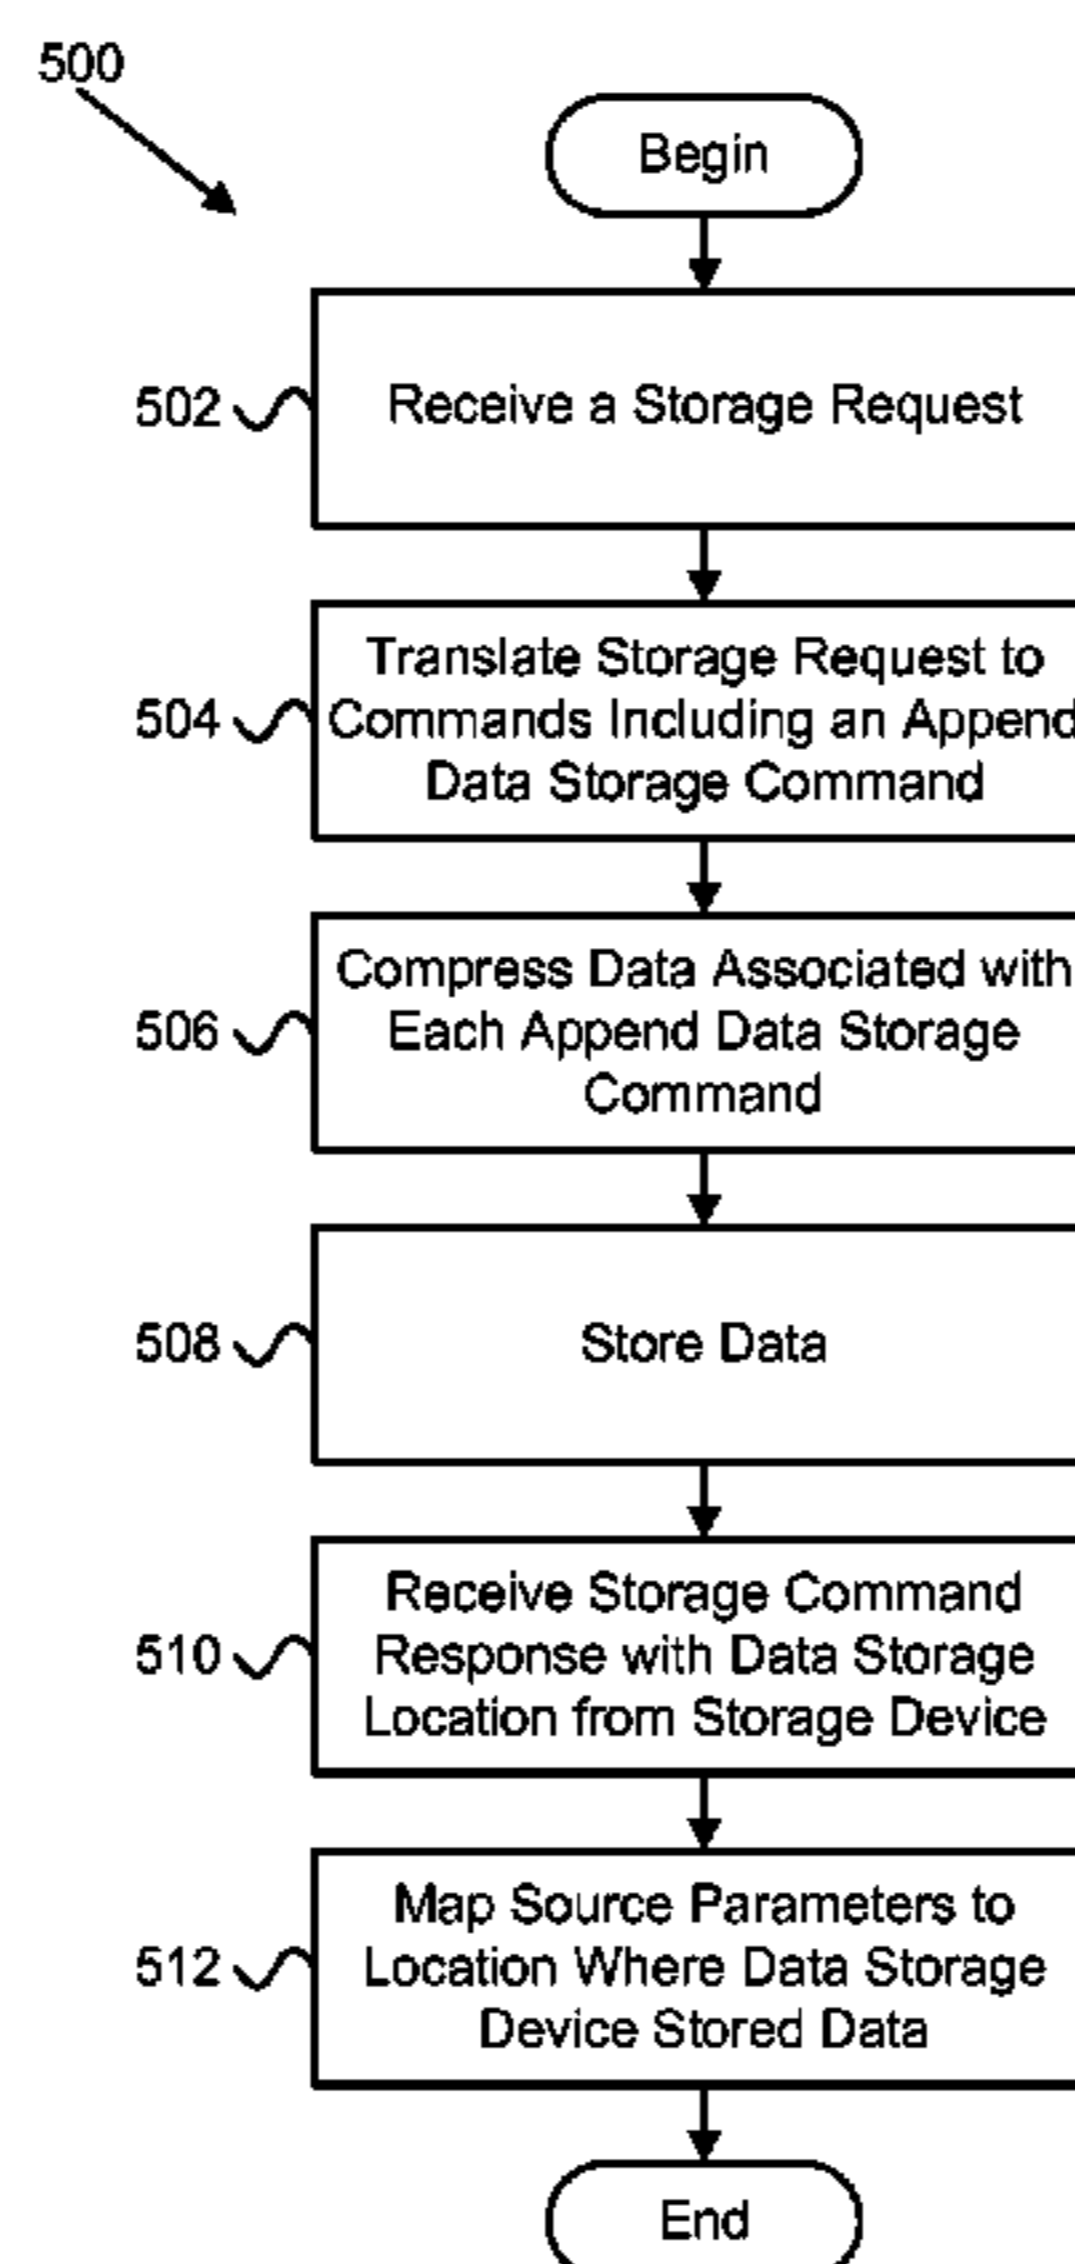 500
Begin
502
Receive a Storage Request
504
Translate Storage Request to
Commands Including an Append
Data Storage Command
506
Compress Data Associated with
Each Append Data Storage
Command
508
Store Data
510
Receive Storage Command
Response with Data Storage
Location from Storage Device
512
Map Source Parameters to
Location Where Data Storage
Device Stored Data
End